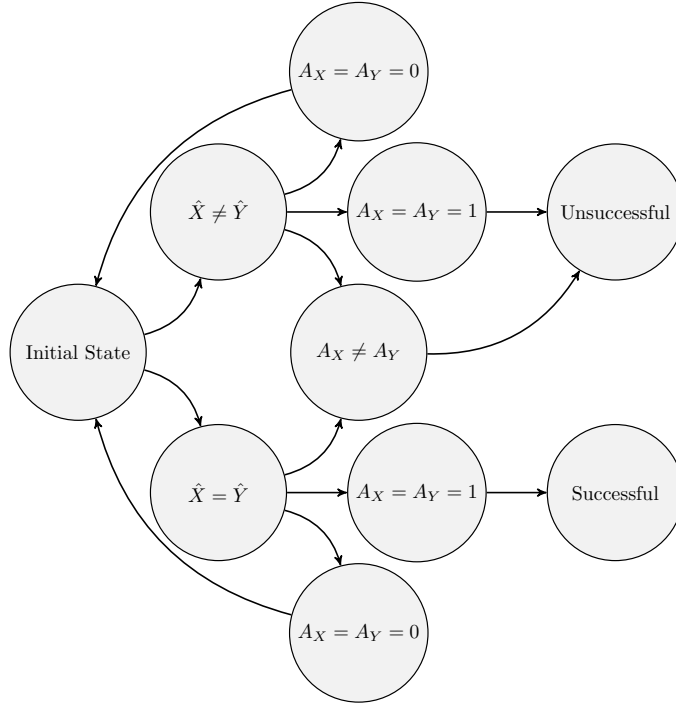 $A_X = A_Y = 0$
$\hat{X} \neq \hat{Y}$
$A_X = A_Y = 1$
Unsuccessful
Initial State
$A_X \neq A_Y$
$\hat{X} = \hat{Y}$
$A_X = A_Y = 1$
Successful
$A_X = A_Y = 0$